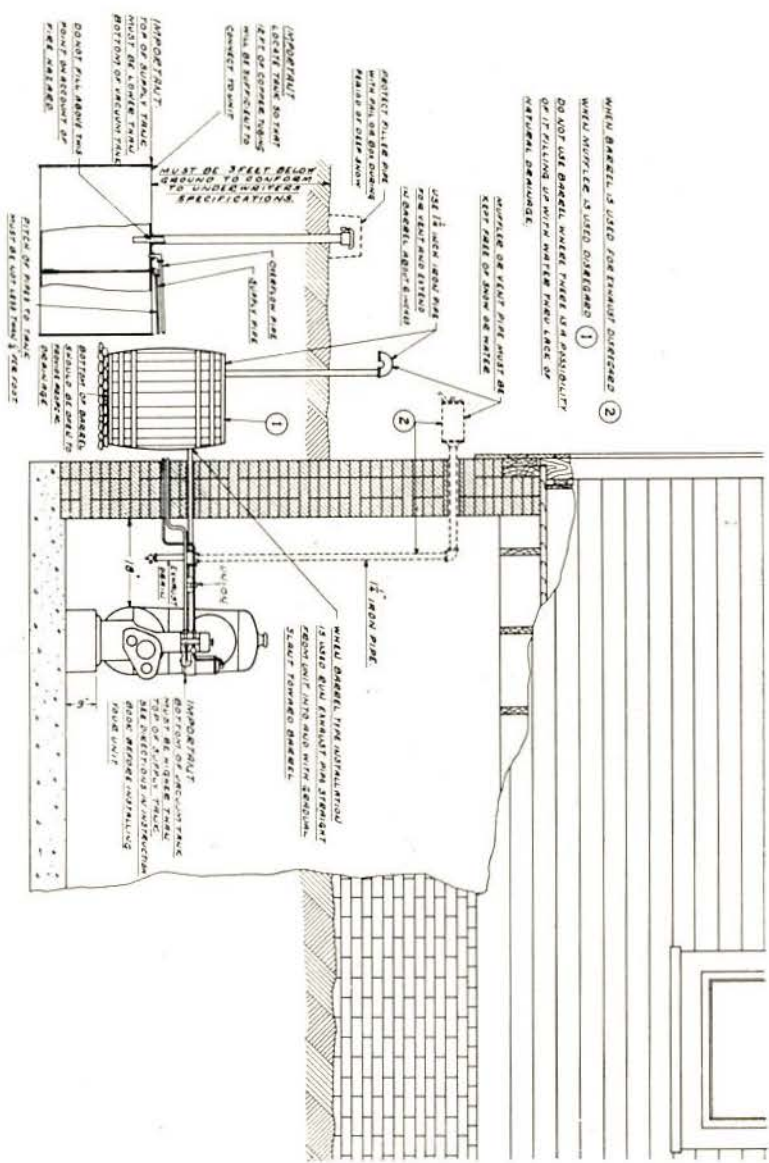 WHEN BARREL IS USED FOR EXHAUST DISREGARD 2
WHEN MUFFLER IS USED DISREGARD 1
DO NOT USE BARREL WHERE THERE IS A POSSIBILITY
OF IT FILLING UP WITH WATER THRU LACK OF
NATURAL DRAINAGE
MUFFLER OR VENT PIPE MUST BE
KEPT FREE OF SNOW OR WATER
USE 1¼ INCH IRON PIPE
FOR VENT AND EXTEND
IN BARREL ABOUT 6 INCHES
PROTECT FILLER PIPE
WITH PAIL OR BOX DURING
PERIOD OF DEEP SNOW
IMPORTANT
LOCATE TANK SO THAT
12 FT OF COPPER TUBING
WILL BE SUFFICIENT TO
CONNECT TO UNIT
IMPORTANT
TOP OF SUPPLY TANK
MUST BE LOWER THAN
BOTTOM OF VACUUM TANK
DO NOT FILL ABOVE THIS
POINT ON ACCOUNT OF
FIRE HAZARD
MUST BE 3 FEET BELOW
GROUND TO CONFORM
TO UNDERWRITERS
SPECIFICATIONS.
OVERFLOW PIPE
SUPPLY PIPE
PITCH OF PIPES TO TANK
MUST BE NOT LESS THAN PER FOOT
BOTTOM OF BARREL
SHOULD BE OPEN TO
PROVIDE PROPER
DRAINAGE
1
2
1¼" IRON PIPE
WHEN BARREL TYPE INSTALLATION
IS USED RUN EXHAUST PIPE STRAIGHT
FROM UNIT INTO AND WITH GRADUAL
SLANT TOWARD BARREL
UNION
EXHAUST
DRAIN
18"
9"
IMPORTANT
BOTTOM OF VACUUM TANK
MUST BE HIGHER THAN
TOP OF SUPPLY TANK
SEE DIRECTIONS IN INSTRUCTION
BOOK BEFORE INSTALLING
YOUR UNIT